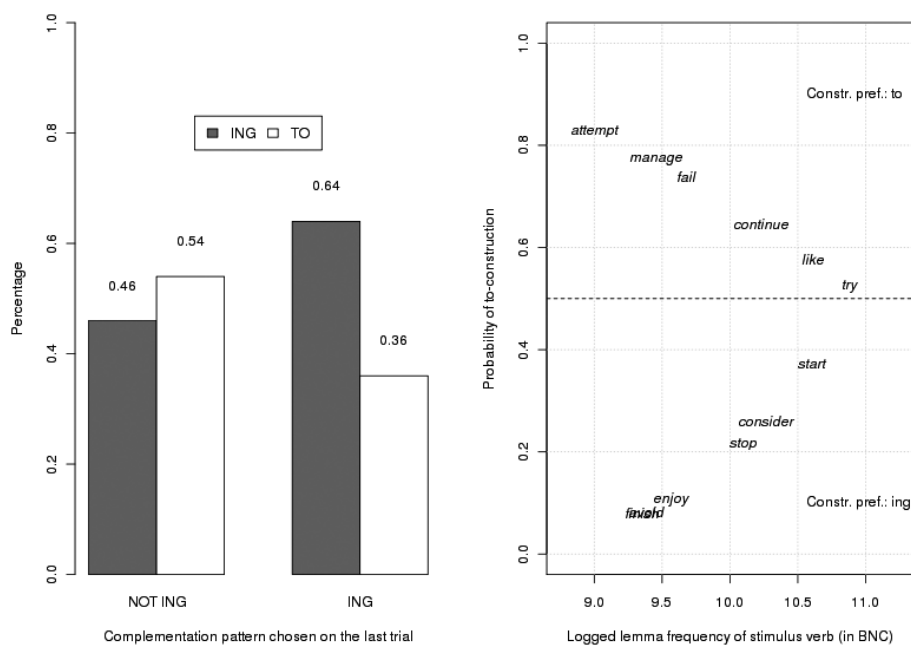 1.0
0.8
0.6
0.4
0.2
0.0
Percentage
ING TO
0.46
0.54
0.64
0.36
NOT ING
ING
Complementation pattern chosen on the last trial
1.0
0.8
0.6
0.4
0.2
0.0
Probability of to-construction
Constr. pref.: to
attempt
manage
fail
continue
like
try
start
consider
stop
enjoy
avoid
finish
Constr. pref.: ing
9.0 9.5 10.0 10.5 11.0
Logged lemma frequency of stimulus verb (in BNC)